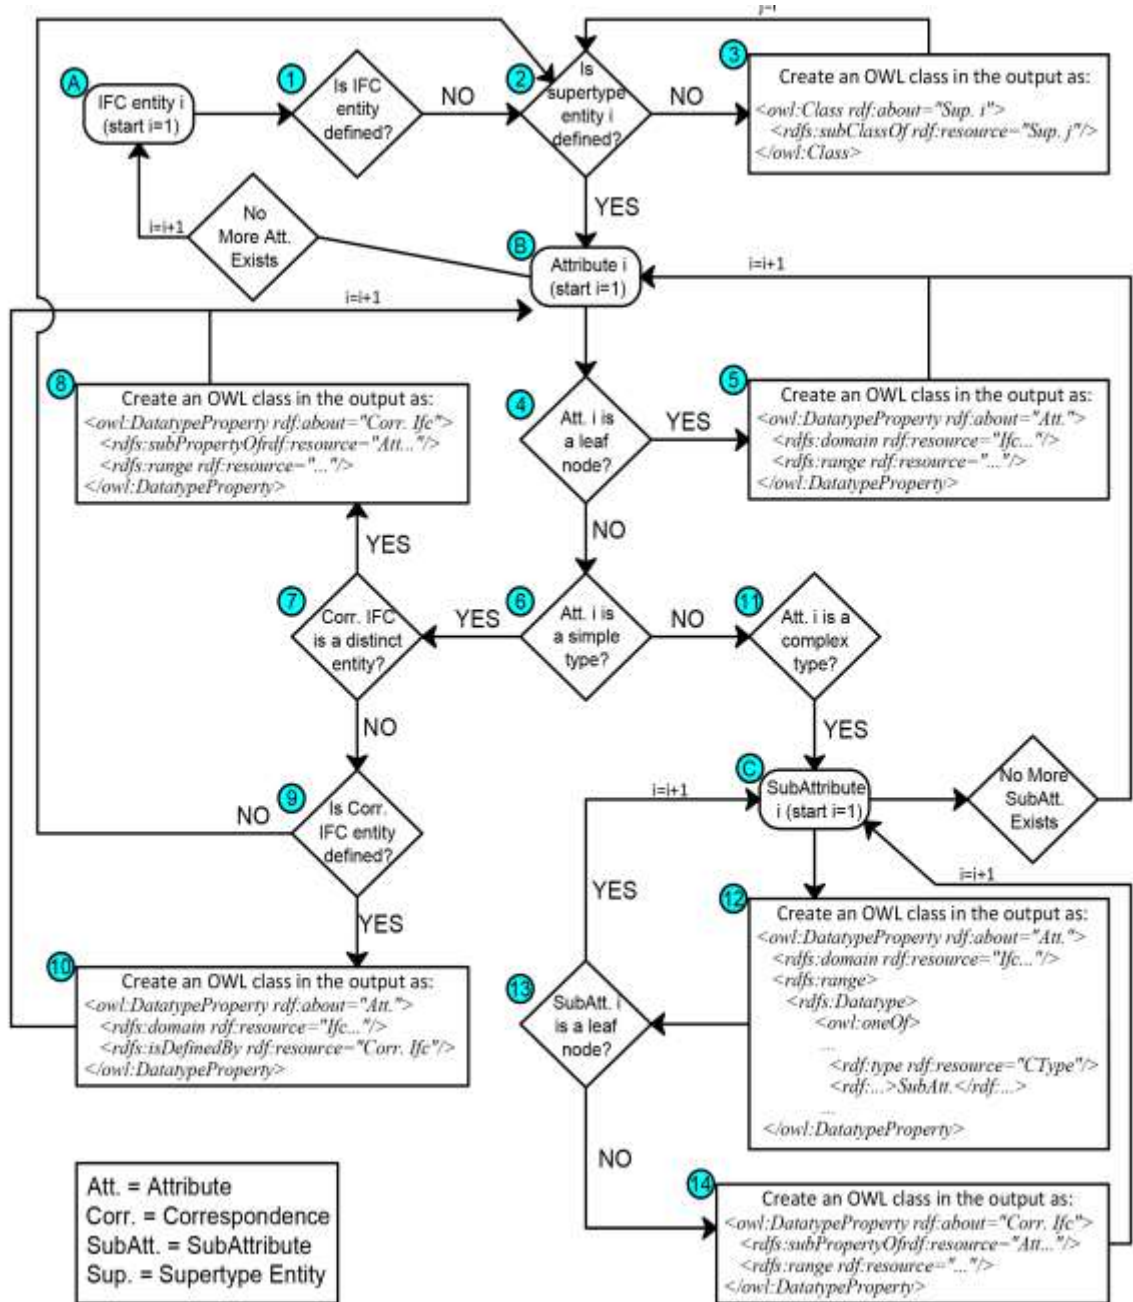 j=i
A
IFC entity i
(start i=1)
1
Is IFC
entity
defined?
NO
2
Is
supertype
entity i
defined?
NO
3
Create an OWL class in the output as:
<owl:Class rdf:about="Sup. i">
<rdfs:subClassOf rdf:resource="Sup. j"/>
</owl:Class>
YES
i=i+1
No
More Att.
Exists
B
Attribute i
(start i=1)
i=i+1
i=i+1
8
Create an OWL class in the output as:
<owl:DatatypeProperty rdf:about="Corr. Ifc">
<rdfs:subPropertyOfrdf:resource="Att..."/>
<rdfs:range rdf:resource="..."/>
</owl:DatatypeProperty>
4
Att. i is
a leaf
node?
YES
5
Create an OWL class in the output as:
<owl:DatatypeProperty rdf:about="Att.">
<rdfs:domain rdf:resource="Ifc..."/>
<rdfs:range rdf:resource="..."/>
</owl:DatatypeProperty>
YES
NO
7
Corr. IFC
is a distinct
entity?
YES
6
Att. i is
a simple
type?
NO
11
Att. i is a
complex
type?
NO
YES
NO
9
Is Corr.
IFC entity
defined?
i=i+1
C
SubAttribute
i (start i=1)
No More
SubAtt.
Exists
YES
YES
i=i+1
10
Create an OWL class in the output as:
<owl:DatatypeProperty rdf:about="Att.">
<rdfs:domain rdf:resource="Ifc..."/>
<rdfs:isDefinedBy rdf:resource="Corr. Ifc"/>
</owl:DatatypeProperty>
13
SubAtt. i
is a leaf
node?
12
Create an OWL class in the output as:
<owl:DatatypeProperty rdf:about="Att.">
<rdfs:domain rdf:resource="Ifc..."/>
<rdfs:range>
<rdfs:Datatype>
<owl:oneOf>
...
<rdf:type rdf:resource="CType"/>
<rdf:...>SubAtt.</rdf:...>
...
</owl:DatatypeProperty>
NO
14
Create an OWL class in the output as:
<owl:DatatypeProperty rdf:about="Corr. Ifc">
<rdfs:subPropertyOfrdf:resource="Att..."/>
<rdfs:range rdf:resource="..."/>
</owl:DatatypeProperty>
Att. = Attribute
Corr. = Correspondence
SubAtt. = SubAttribute
Sup. = Supertype Entity